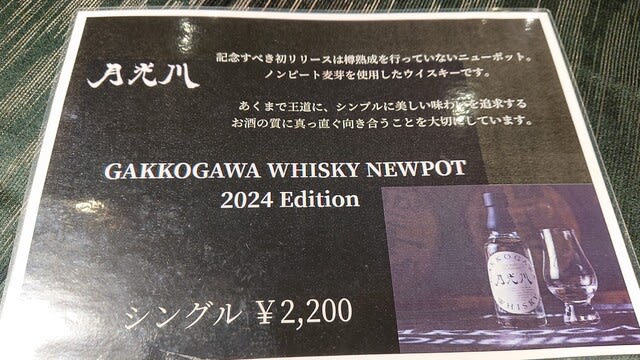 月光川
記念すべき初リリースは樽熟成を行っていないニューポット。
ノンピート麦芽を使用したウイスキーです。
あくまで王道に、シンプルに美しい味わいを追求する
お酒の質に真っ直ぐ向き合うことを大切にしています。
GAKKOGAWA WHISKY NEWPOT
2024 Edition
GAKKOGAWA
月光川
WHISKY
シングル ¥2,200